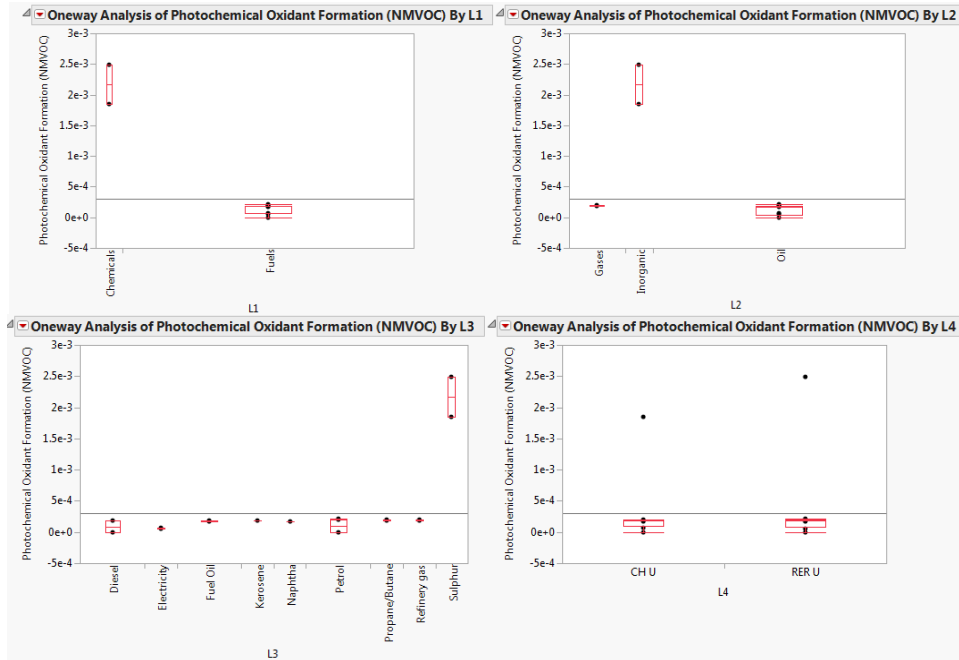 Oneway Analysis of Photochemical Oxidant Formation (NMVOC) By L1
Photochemical Oxidant Formation (NMVOC)
3e-3
2.5e-3
2e-3
1.5e-3
1e-3
5e-4
0e+0
-5e-4
Chemicals
Fuels
L1
Oneway Analysis of Photochemical Oxidant Formation (NMVOC) By L2
Photochemical Oxidant Formation (NMVOC)
3e-3
2.5e-3
2e-3
1.5e-3
1e-3
5e-4
0e+0
-5e-4
Gases
Inorganic
Oil
L2
Oneway Analysis of Photochemical Oxidant Formation (NMVOC) By L3
Photochemical Oxidant Formation (NMVOC)
3e-3
2.5e-3
2e-3
1.5e-3
1e-3
5e-4
0e+0
-5e-4
Diesel
Electricity
Fuel Oil
Kerosene
Naphtha
Petrol
Propane/Butane
Refinery gas
Sulphur
L3
Oneway Analysis of Photochemical Oxidant Formation (NMVOC) By L4
Photochemical Oxidant Formation (NMVOC)
3e-3
2.5e-3
2e-3
1.5e-3
1e-3
5e-4
0e+0
-5e-4
CH U
RER U
L4